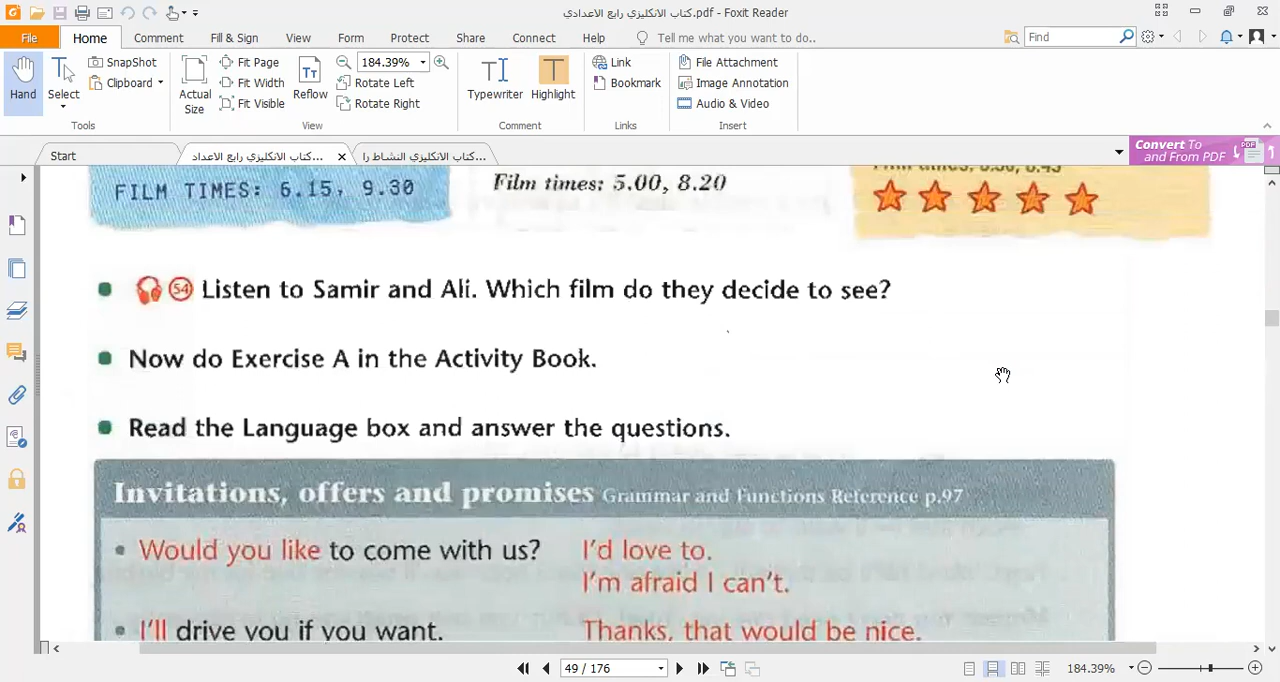 كتاب الانكليزي رابع الاعدادي.pdf - Foxit Reader
File Home Comment Fill & Sign View Form Protect Share Connect Help Tell me what you want to do.. Find
Hand
Select
SnapShot
Clipboard
Tools
Actual Size
Fit Page
Fit Width
Fit Visible
Reflow
184.39%
Rotate Left
Rotate Right
View
Typewriter
Highlight
Comment
Link
Bookmark
Links
File Attachment
Image Annotation
Audio & Video
Insert
Start
كتاب الانكليزي رابع الاعداد...
كتاب الانكليزي النشاط را...
Convert To
and From PDF
PDF
FILM TIMES: 6.15, 9.30
Film times: 5.00, 8.20
54 Listen to Samir and Ali. Which film do they decide to see?
Now do Exercise A in the Activity Book.
Read the Language box and answer the questions.
Invitations, offers and promises Grammar and Functions Reference p.97
• Would you like to come with us? I'd love to.
I'm afraid I can't.
• I'll drive you if you want. Thanks, that would be nice.
49 / 176
184.39%